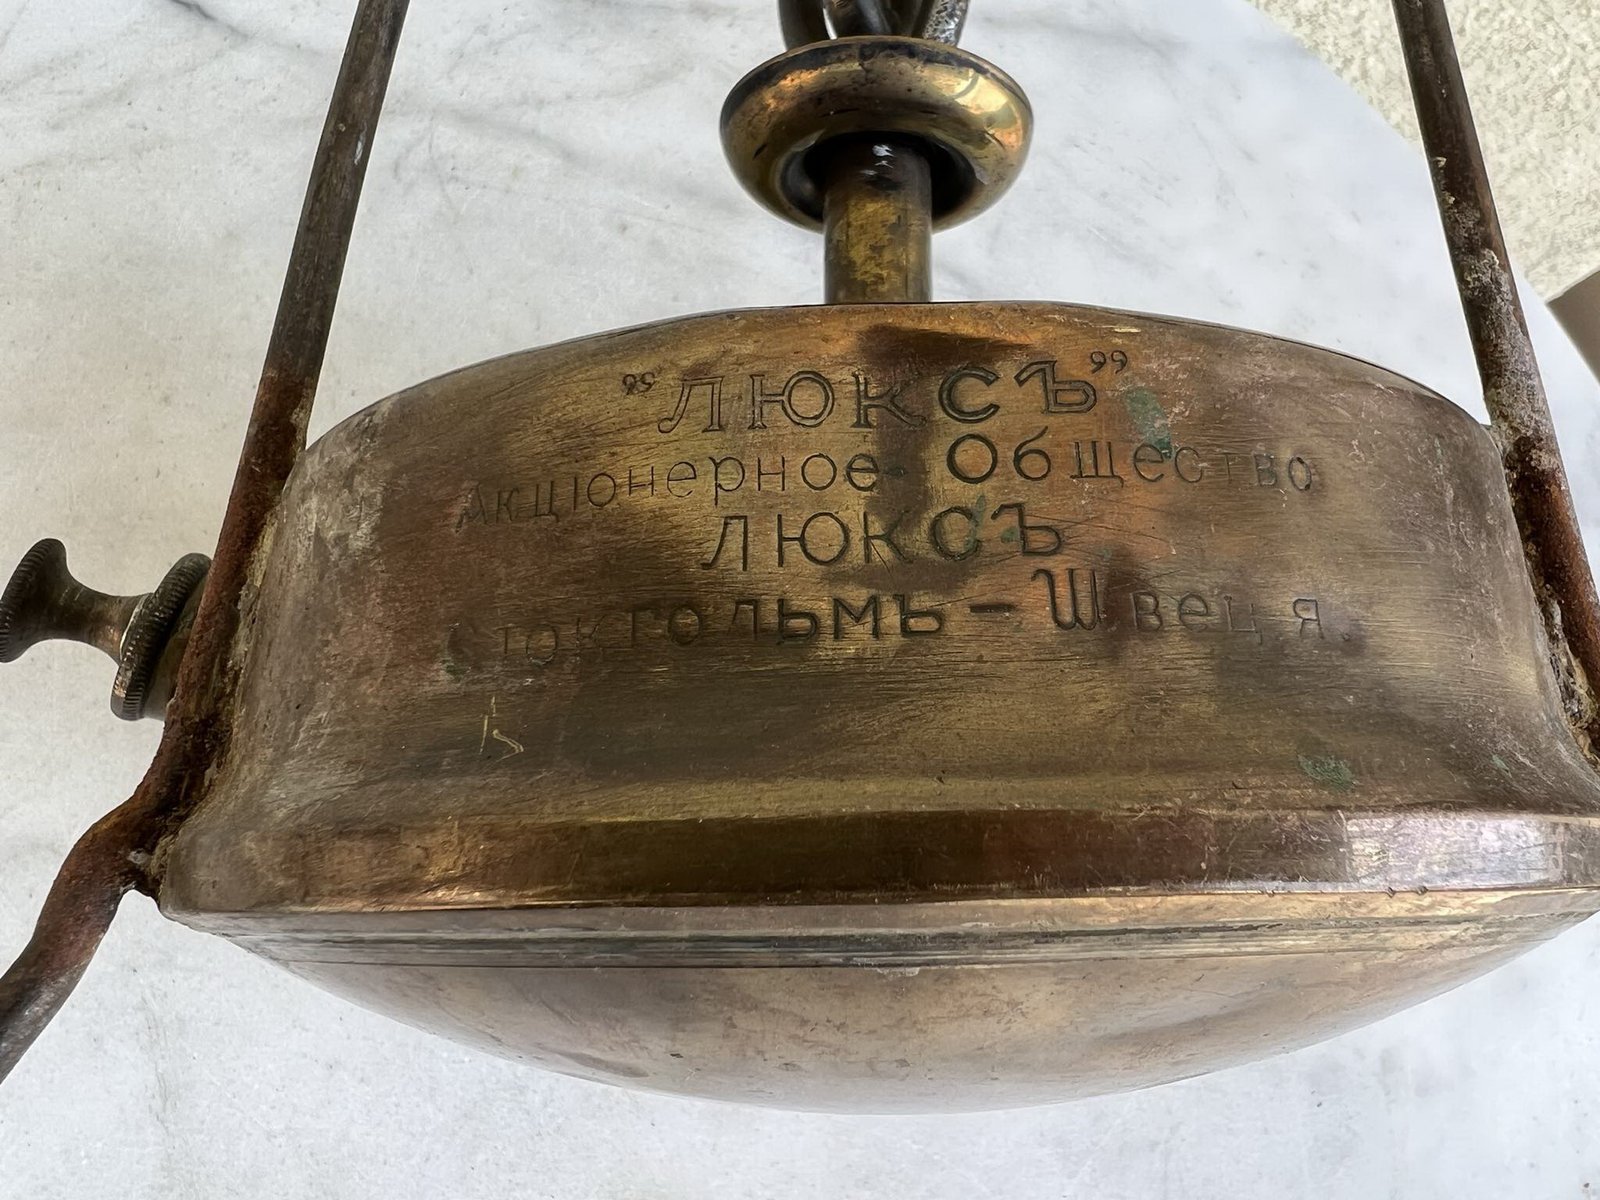 "ЛЮКСЪ"
Акцiонерное Общество
ЛЮКСЪ
Стокгольмъ – Швецiя.